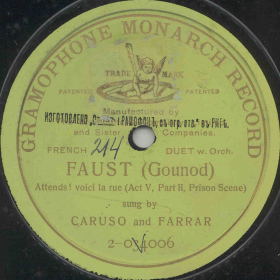 GRAMOPHONE MONARCH RECORD
TRADE MARK
PATENTED PATENTED
Manufactured by
ИЗГОТОВЛЕНО
and Sister Companies.
FRENCH 214 DUET w. Orch.
FAUST (Gounod)
Attends! voici la rue (Act V, Part II, Prison Scene)
sung by
CARUSO and FARRAR
2-034006